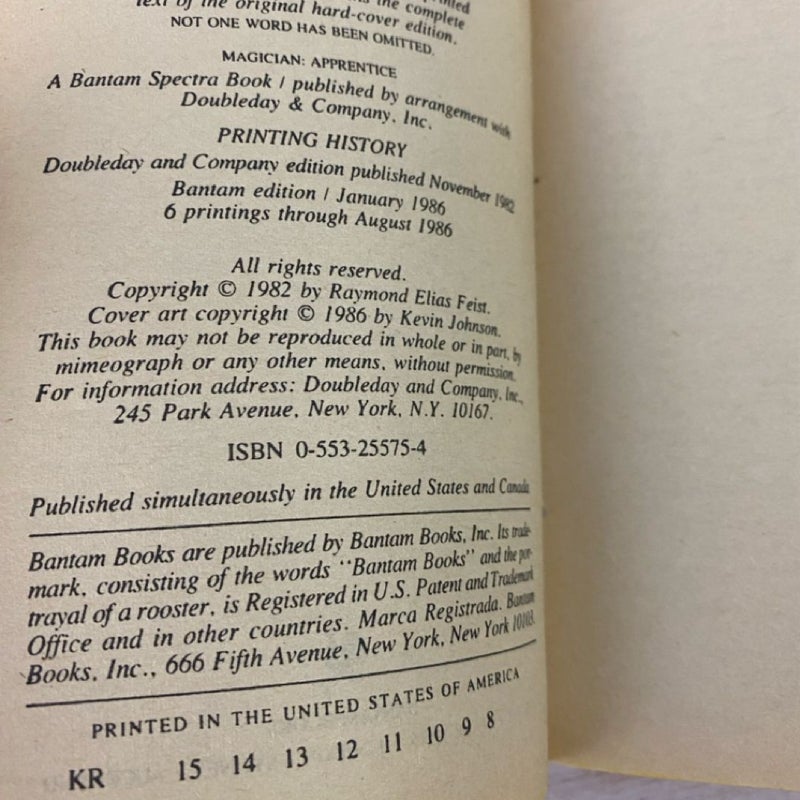 the complete
text of the original hard-cover edition.
NOT ONE WORD HAS BEEN OMITTED.
MAGICIAN: APPRENTICE
A Bantam Spectra Book / published by arrangement with
Doubleday & Company, Inc.
PRINTING HISTORY
Doubleday and Company edition published November 1982
Bantam edition / January 1986
6 printings through August 1986
All rights reserved.
Copyright © 1982 by Raymond Elias Feist.
Cover art copyright © 1986 by Kevin Johnson.
This book may not be reproduced in whole or in part, by
mimeograph or any other means, without permission.
For information address: Doubleday and Company, Inc.,
245 Park Avenue, New York, N.Y. 10167.
ISBN 0-553-25575-4
Published simultaneously in the United States and Canada
Bantam Books are published by Bantam Books, Inc. Its trade-
mark, consisting of the words "Bantam Books" and the por-
trayal of a rooster, is Registered in U.S. Patent and Trademark
Office and in other countries. Marca Registrada. Bantam
Books, Inc., 666 Fifth Avenue, New York, New York 10103.
PRINTED IN THE UNITED STATES OF AMERICA
KR 15 14 13 12 11 10 9 8